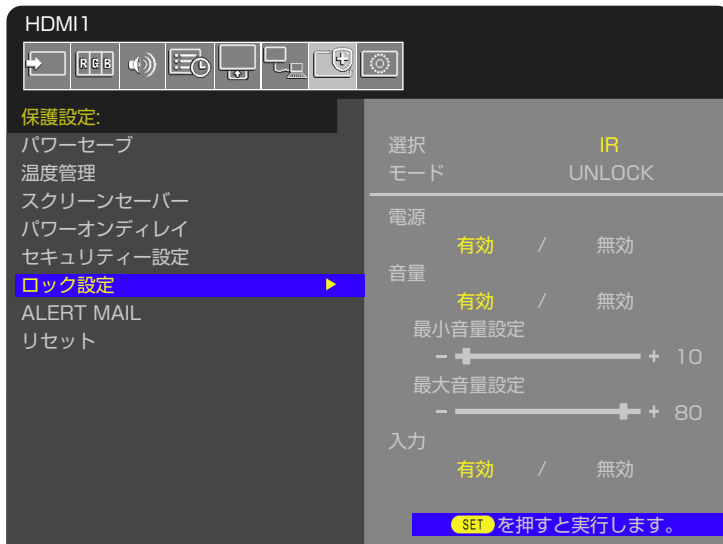 HDMI1
RGB
保護設定:
パワーセーブ
温度管理
スクリーンセーバー
パワーオンディレイ
セキュリティー設定
ロック設定
ALERT MAIL
リセット
選択 IR
モード UNLOCK
電源
有効 / 無効
音量
有効 / 無効
最小音量設定
- + 10
最大音量設定
- + 80
入力
有効 / 無効
SET を押すと実行します。